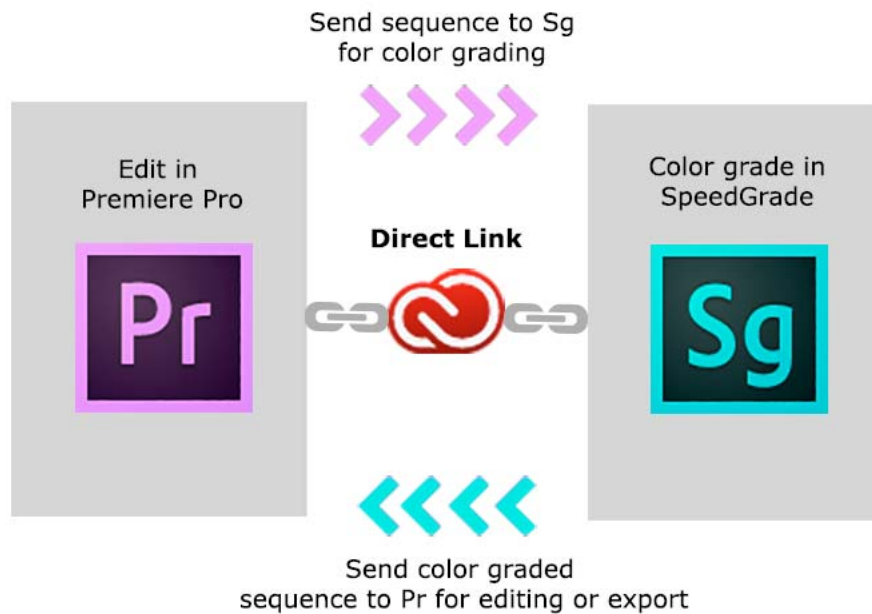 Send sequence to Sg
for color grading
Edit in
Premiere Pro
Color grade in
SpeedGrade
Direct Link
Pr
Sg
Send color graded
sequence to Pr for editing or export